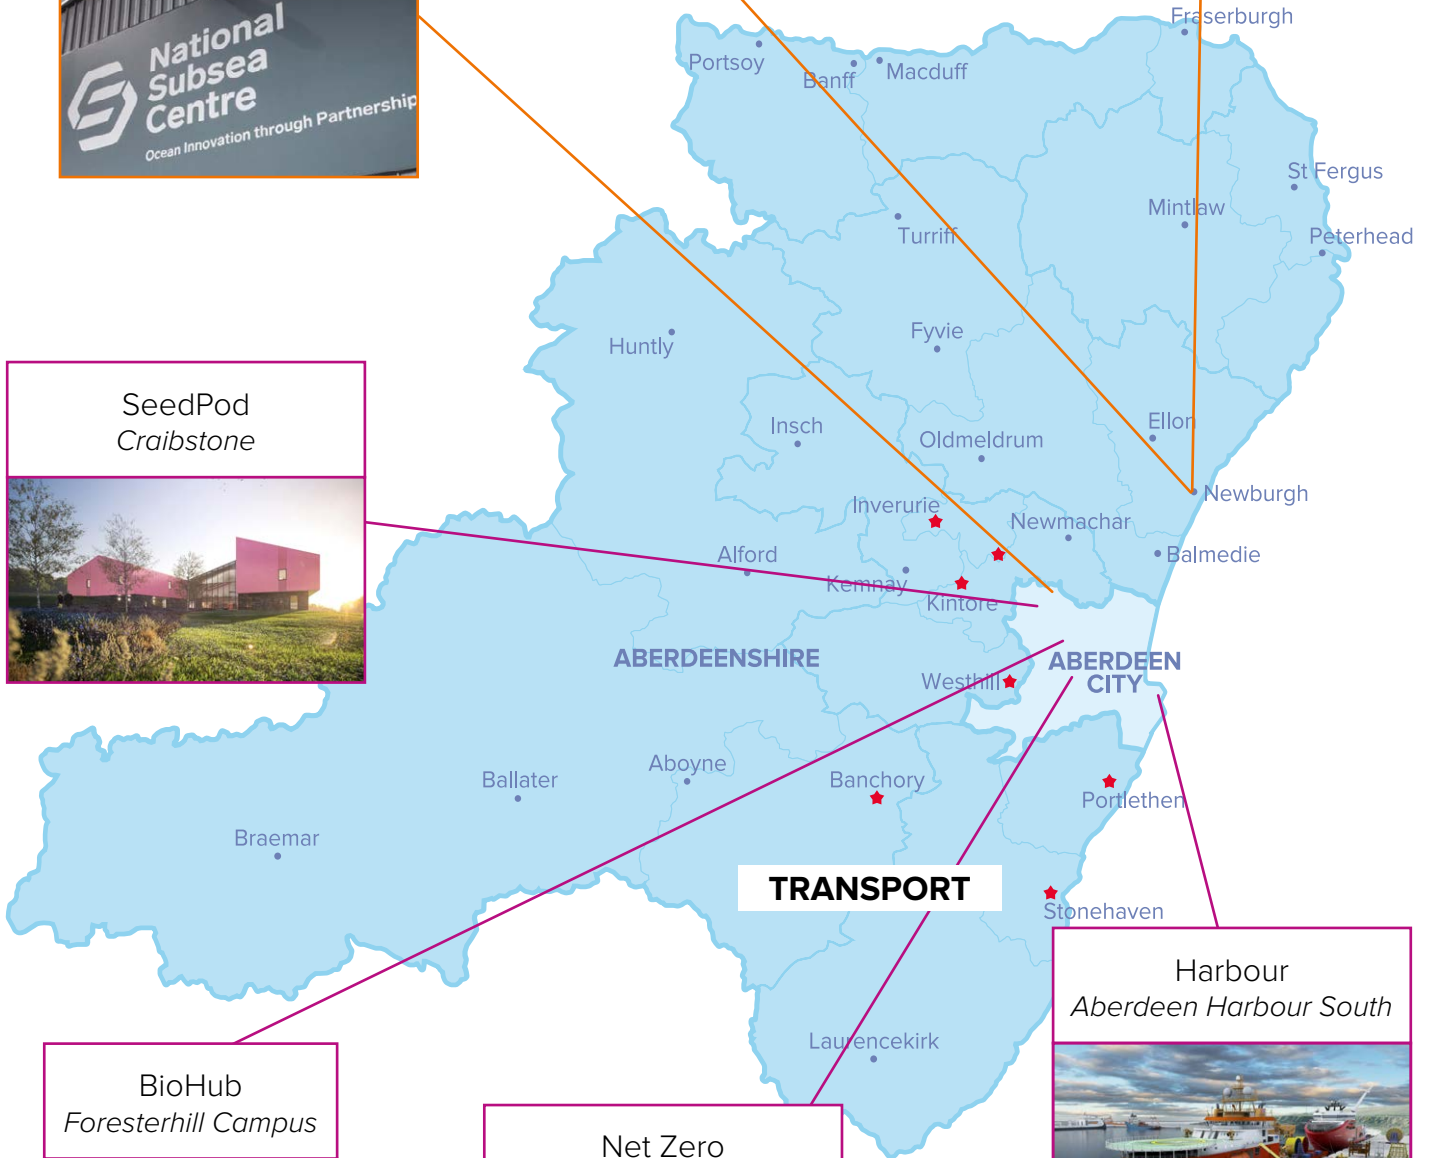 National
Subsea
Centre
Ocean Innovation through Partnership
Fraserburgh
Portsoy
Banff
Macduff
St Fergus
Mintlaw
Turriff
Peterhead
Fyvie
Huntly
SeedPod
Craibstone
Insch
Ellon
Oldmeldrum
Newburgh
Inverurie
Newmachar
Alford
Balmedie
Kemnay
Kintore
ABERDEENSHIRE
ABERDEEN
CITY
Westhill
Aboyne
Ballater
Banchory
Portlethen
Braemar
TRANSPORT
Stonehaven
Harbour
Aberdeen Harbour South
Laurencekirk
BioHub
Foresterhill Campus
Net Zero